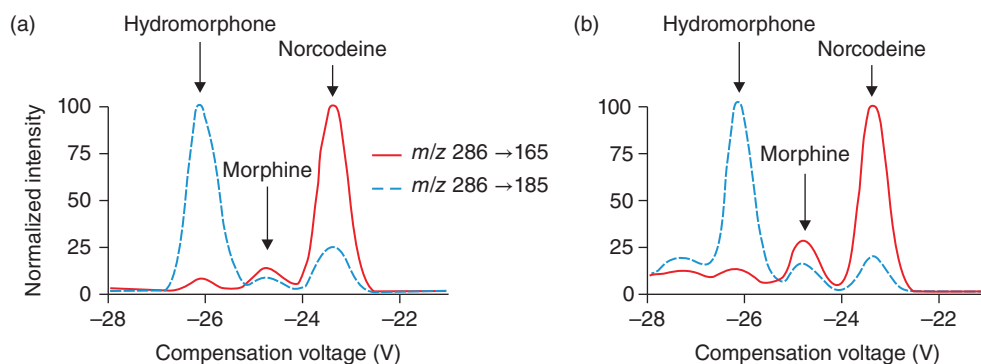 (a)
Hydromorphone
Norcodeine
Morphine
Normalized intensity
100
75
50
25
0
–28
–26
–24
–22
Compensation voltage (V)
m/z 286 →165
m/z 286 →185
(b)
Hydromorphone
Norcodeine
Morphine
100
75
50
25
0
–28
–26
–24
–22
Compensation voltage (V)